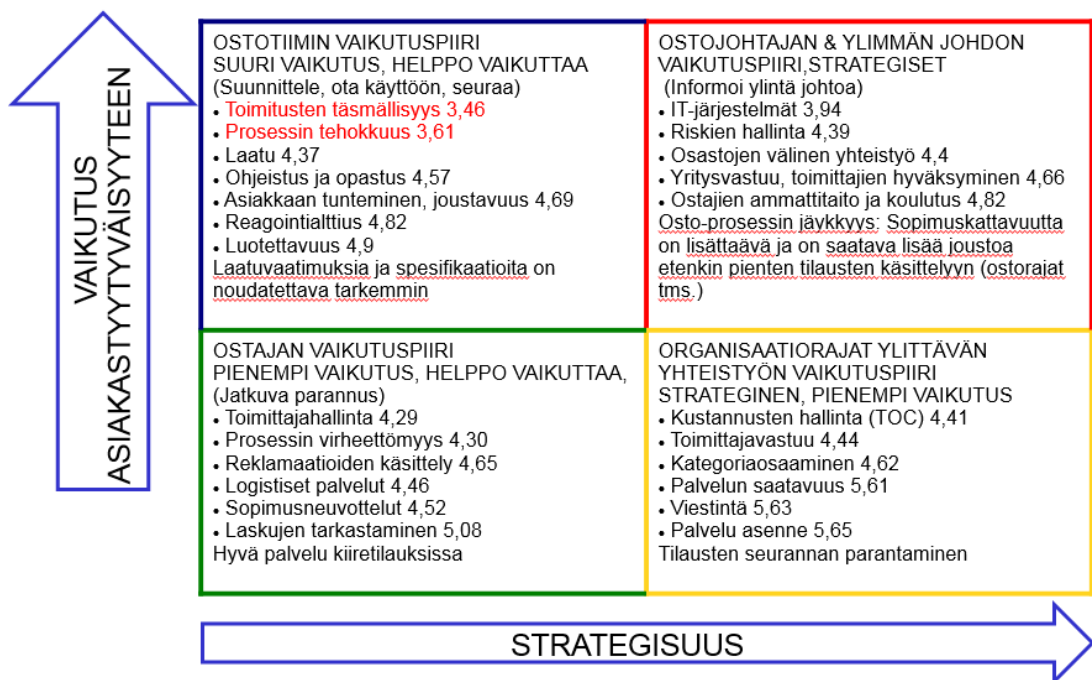 VAIKUTUS
ASIAKASTYYTYVÄISYYTEEN
OSTOTIIMIN VAIKUTUSPIIRI
SUURI VAIKUTUS, HELPPO VAIKUTTAA
(Suunnittele, ota käyttöön, seuraa)
• Toimitusten täsmällisyys 3,46
• Prosessin tehokkuus 3,61
• Laatu 4,37
• Ohjeistus ja opastus 4,57
• Asiakkaan tunteminen, joustavuus 4,69
• Reagointialttius 4,82
• Luotettavuus 4,9
Laatuvaatimuksia ja spesifikaatioita on
noudatettava tarkemmin
OSTOJOHTAJAN & YLIMMÄN JOHDON
VAIKUTUSPIIRI,STRATEGISET
(Informoi ylintä johtoa)
• IT-järjestelmät 3,94
• Riskien hallinta 4,39
• Osastojen välinen yhteistyö 4,4
• Yritysvastuu, toimittajien hyväksyminen 4,66
• Ostajien ammattitaito ja koulutus 4,82
Osto-prosessin jäykkyys: Sopimuskattavuutta
on lisättäävä ja on saatava lisää joustoa
etenkin pienten tilausten käsittelyyn (ostorajat
tms.)
OSTAJAN VAIKUTUSPIIRI
PIENEMPI VAIKUTUS, HELPPO VAIKUTTAA,
(Jatkuva parannus)
• Toimittajahallinta 4,29
• Prosessin virheettömyys 4,30
• Reklamaatioiden käsittely 4,65
• Logistiset palvelut 4,46
• Sopimusneuvottelut 4,52
• Laskujen tarkastaminen 5,08
Hyvä palvelu kiiretilauksissa
ORGANISAATIORAJAT YLITTÄVÄN
YHTEISTYÖN VAIKUTUSPIIRI
STRATEGINEN, PIENEMPI VAIKUTUS
• Kustannusten hallinta (TOC) 4,41
• Toimittajavastuu 4,44
• Kategoriaosaaminen 4,62
• Palvelun saatavuus 5,61
• Viestintä 5,63
• Palvelu asenne 5,65
Tilausten seurannan parantaminen
STRATEGISUUS